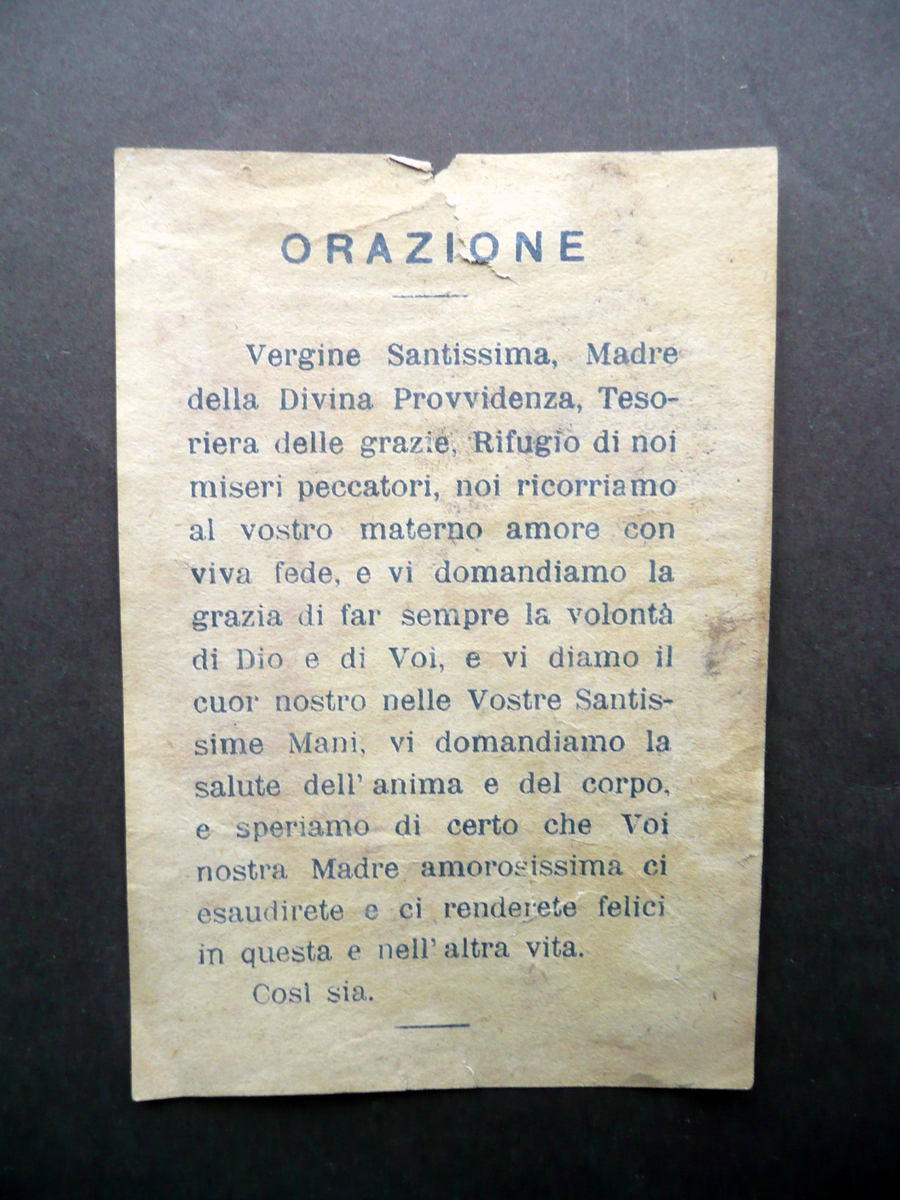 ORAZIONE
Vergine Santissima, Madre
della Divina Provvidenza, Teso-
riera delle grazie, Rifugio di noi
miseri peccatori, noi ricorriamo
al vostro materno amore con
viva fede, e vi domandiamo la
grazia di far sempre la volontà
di Dio e di Voi, e vi diamo il
cuor nostro nelle Vostre Santis-
sime Mani, vi domandiamo la
salute dell' anima e del corpo,
e speriamo di certo che Voi
nostra Madre amorosissima ci
esaudirete e ci renderete felici
in questa e nell' altra vita.
Così sia.